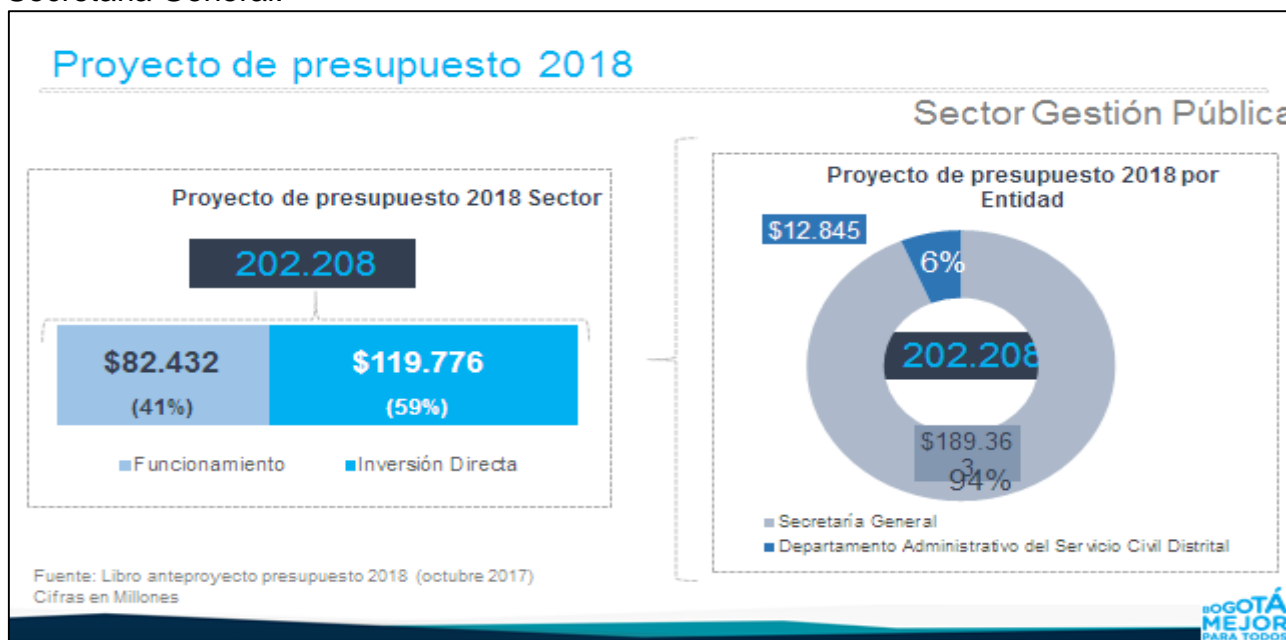 Secretaría General.
Proyecto de presupuesto 2018
Sector Gestión Pública
Proyecto de presupuesto 2018 Sector
202.208
$82.432
(41%)
$119.776
(59%)
Funcionamiento
Inversión Directa
Proyecto de presupuesto 2018 por
Entidad
$12.845
6%
202.208
$189.36
3
94%
Secretaría General
Departamento Administrativo del Servicio Civil Distrital
Fuente: Libro anteproyecto presupuesto 2018 (octubre 2017)
Cifras en Millones
BOGOTÁ
MEJOR
PARA TODOS